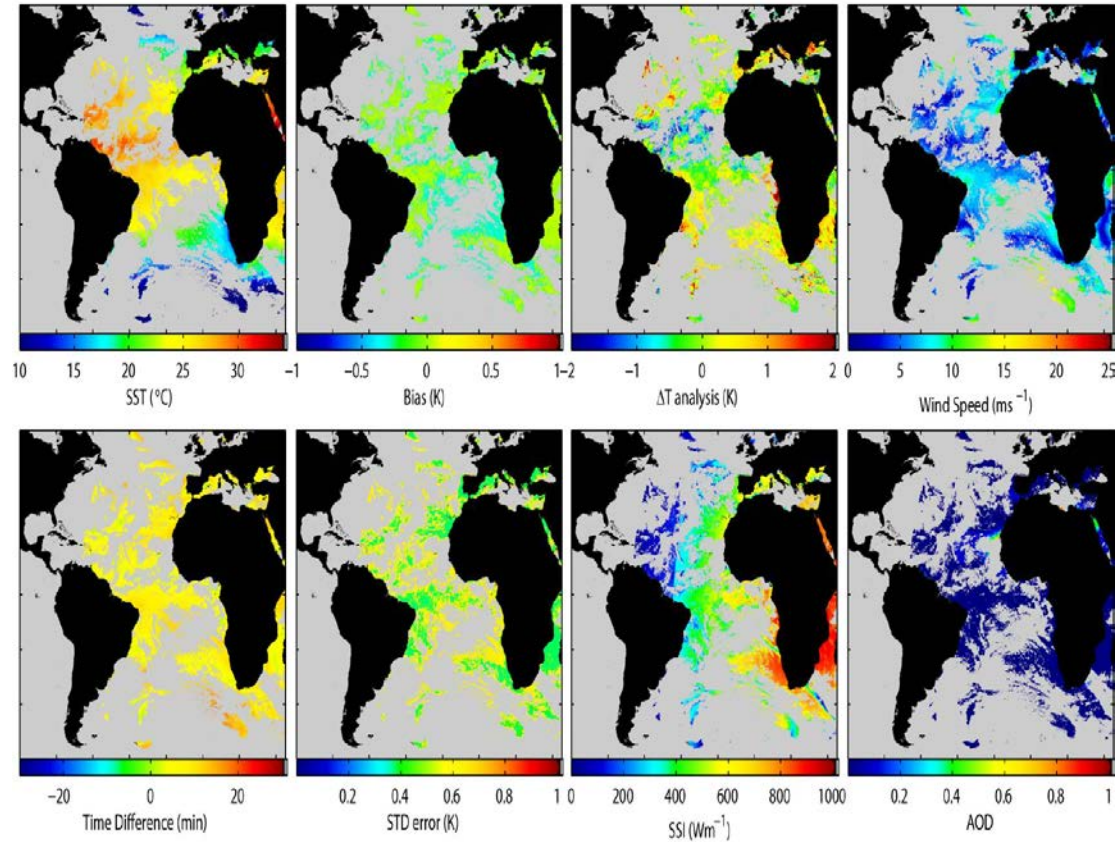 10 15 20 25 30 −1
SST (°C)
−0.5 0 0.5 1−2
Bias (K)
−1 0 1 2
ΔT analysis (K)
0 5 10 15 20 25
Wind Speed (ms⁻¹)
−20 0 20
Time Difference (min)
0.2 0.4 0.6 0.8 1
STD error (K)
0 200 400 600 800 1000
SSI (Wm⁻¹)
0.2 0.4 0.6 0.8 1
AOD